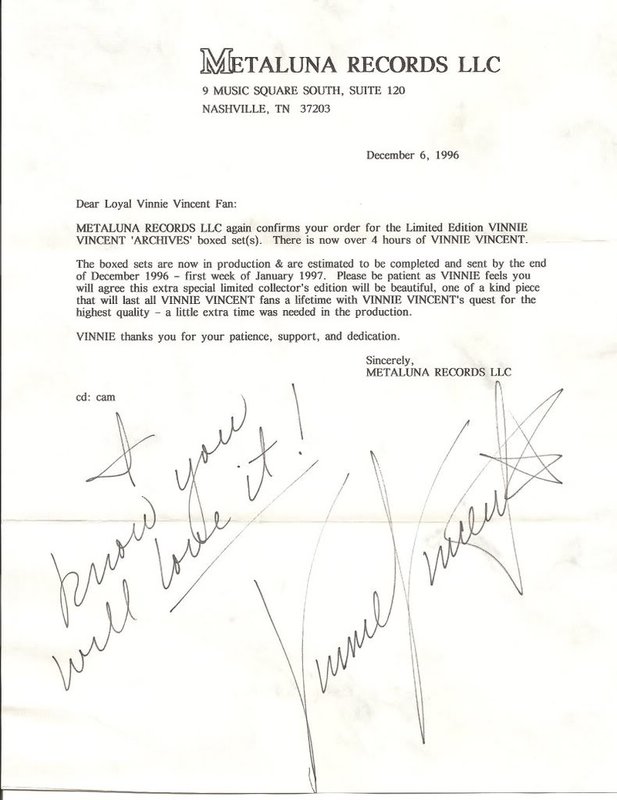 METALUNA RECORDS LLC
9 MUSIC SQUARE SOUTH, SUITE 120
NASHVILLE, TN 37203
December 6, 1996
Dear Loyal Vinnie Vincent Fan:
METALUNA RECORDS LLC again confirms your order for the Limited Edition VINNIE
VINCENT 'ARCHIVES' boxed set(s). There is now over 4 hours of VINNIE VINCENT.
The boxed sets are now in production & are estimated to be completed and sent by the end
of December 1996 - first week of January 1997. Please be patient as VINNIE feels you
will agree this extra special limited collector's edition will be beautiful, one of a kind piece
that will last all VINNIE VINCENT fans a lifetime with VINNIE VINCENT's quest for the
highest quality - a little extra time was needed in the production.
VINNIE thanks you for your patience, support, and dedication.
Sincerely,
METALUNA RECORDS LLC
cd: cam
I
know you
will love it!
Vinnie Vincent